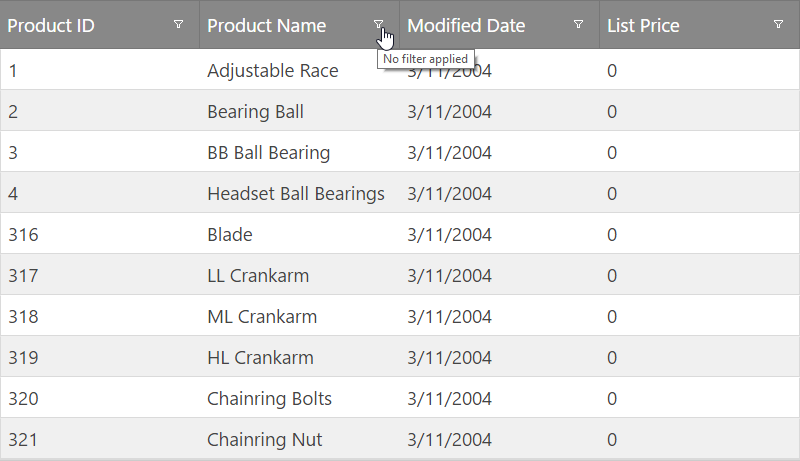 Product ID Product Name Modified Date List Price
No filter applied
1 Adjustable Race 3/11/2004 0
2 Bearing Ball 3/11/2004 0
3 BB Ball Bearing 3/11/2004 0
4 Headset Ball Bearings 3/11/2004 0
316 Blade 3/11/2004 0
317 LL Crankarm 3/11/2004 0
318 ML Crankarm 3/11/2004 0
319 HL Crankarm 3/11/2004 0
320 Chainring Bolts 3/11/2004 0
321 Chainring Nut 3/11/2004 0